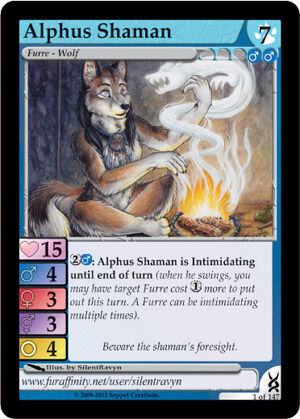 Alphus Shaman 7
Furre - Wolf ♂♂
15
♂ 4
♀ 3
⚥ 3
4
②♂: Alphus Shaman is Intimidating
until end of turn (when he swings, you
may have target Furre cost ① more to put
out this turn. A Furre can be imtimidating
multiple times).
Beware the shaman's foresight.
Illus. by SilentRavyn
www.furaffinity.net/user/silentravyn
© 2009-2012 Seppel Creations.
1 of 147